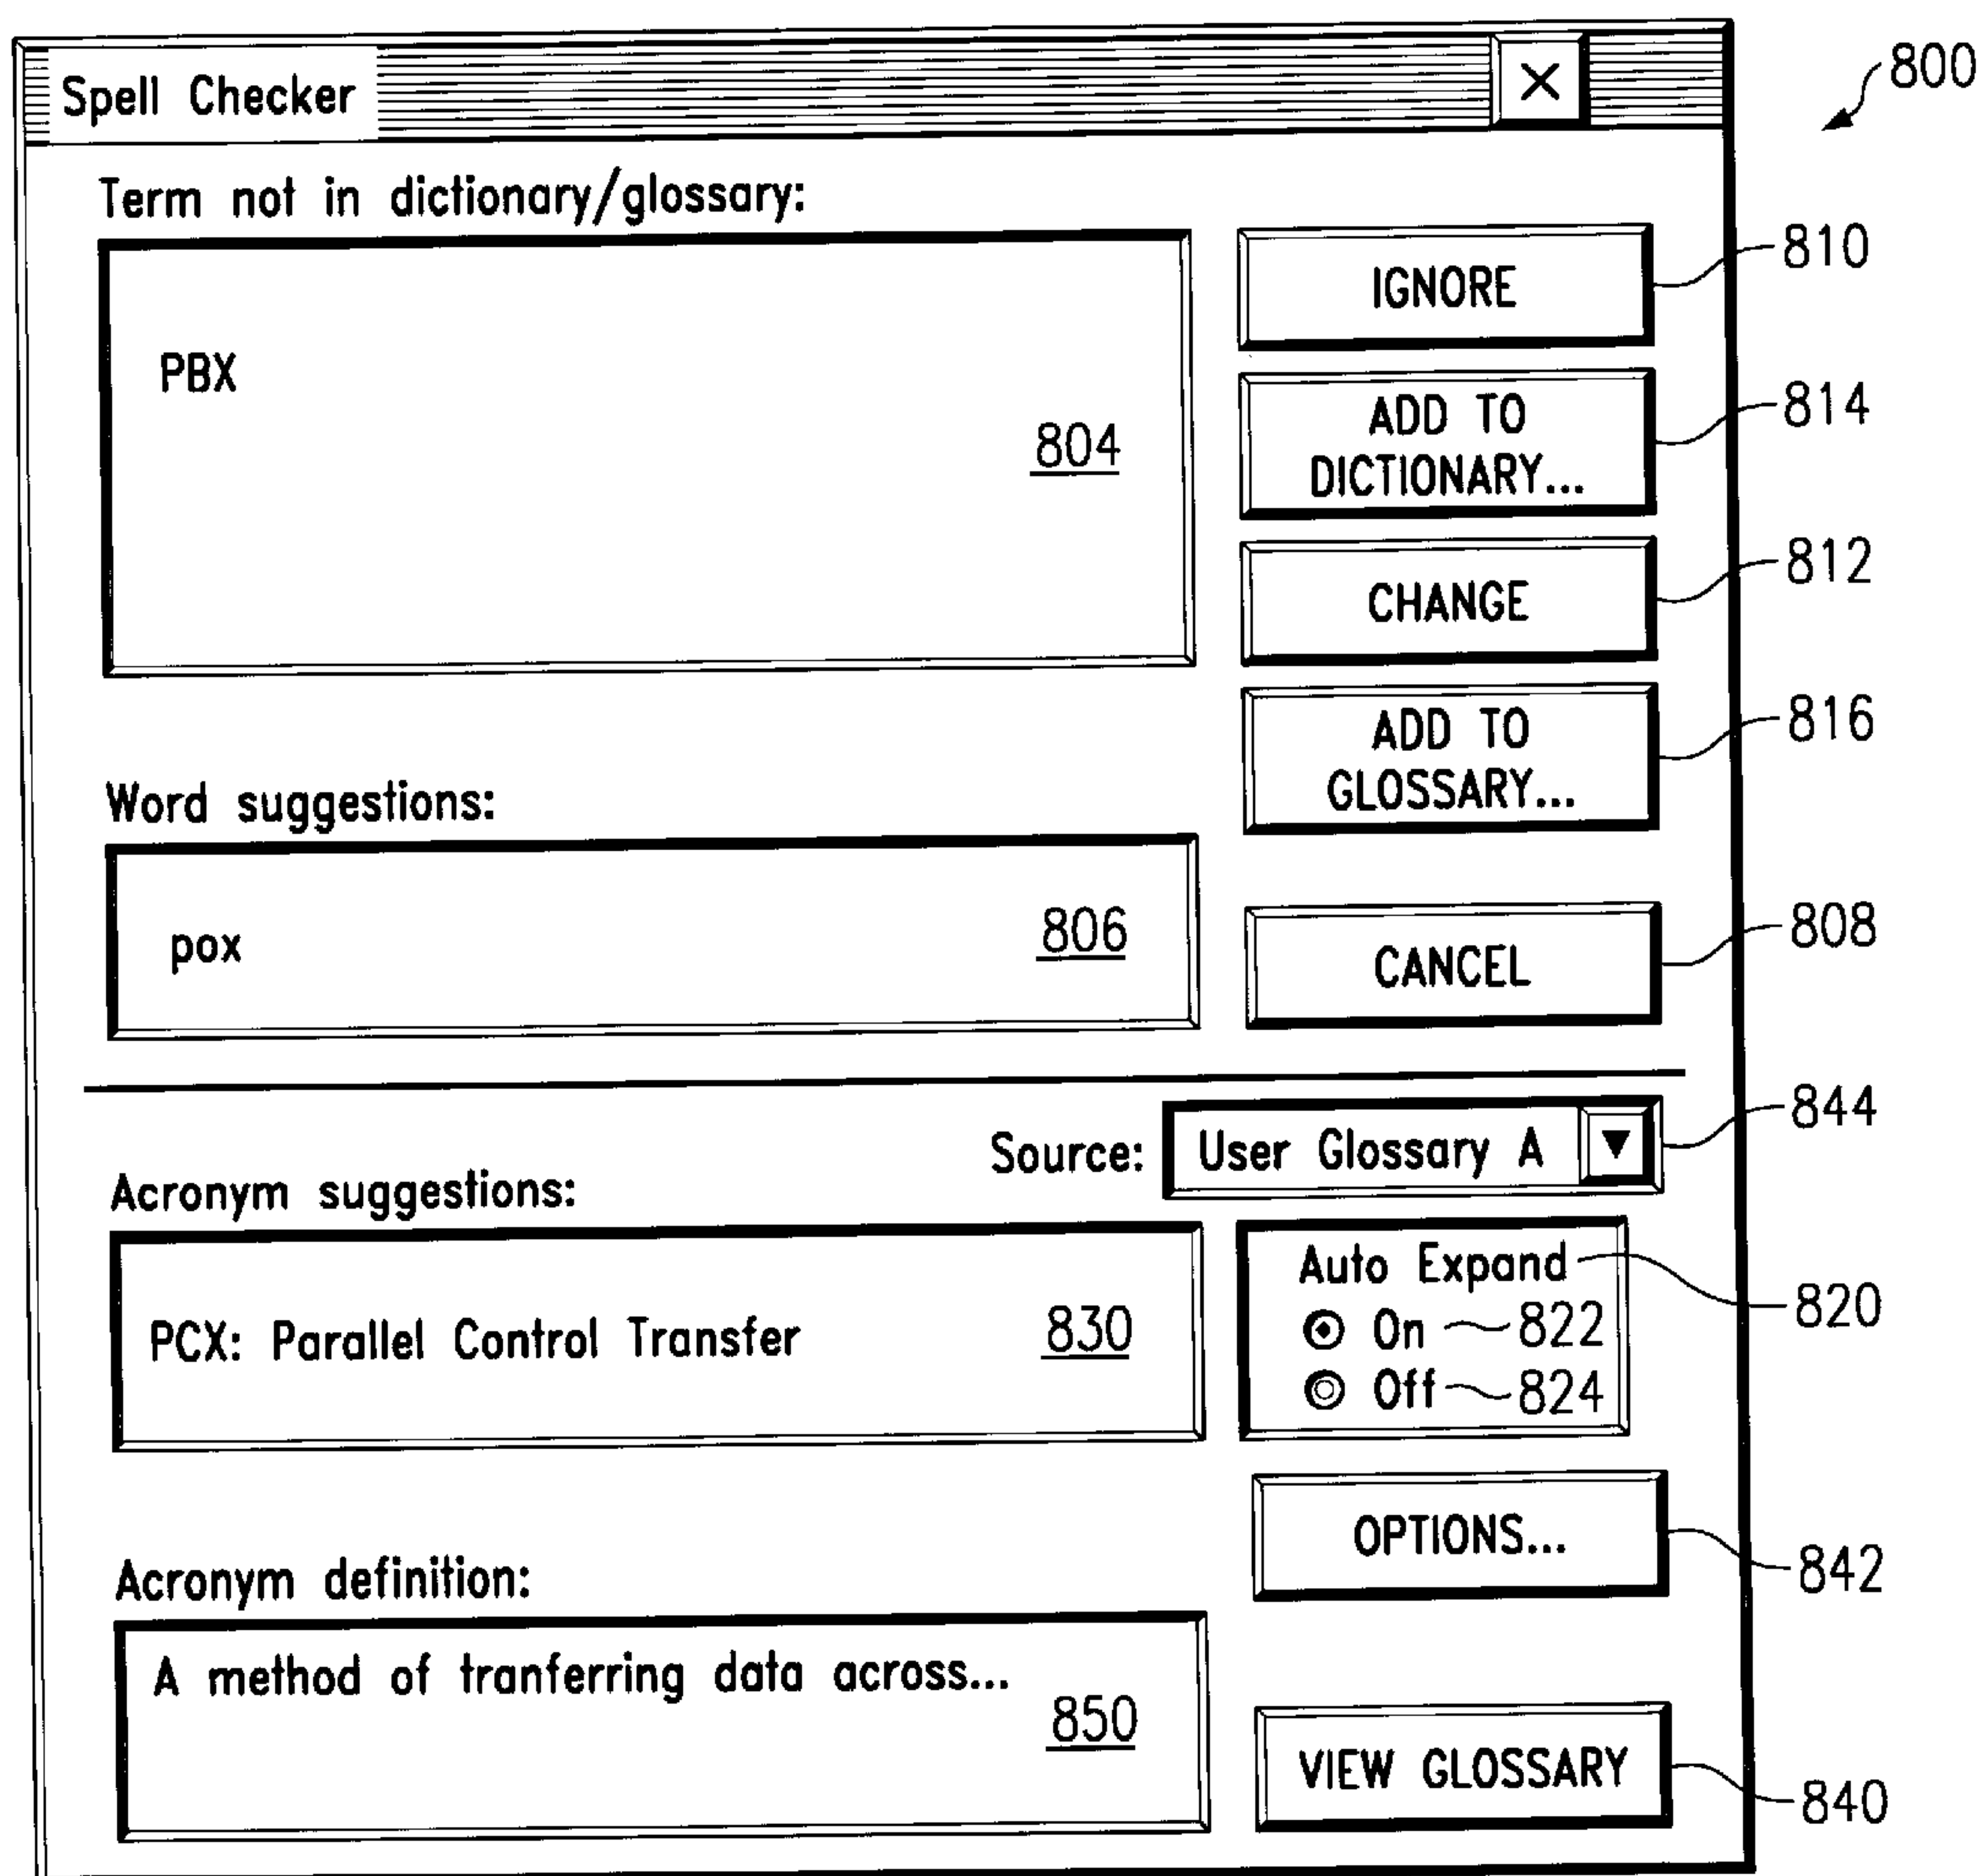 Spell Checker
X
800
Term not in dictionary/glossary:
PBX
804
IGNORE
810
ADD TO
DICTIONARY...
814
CHANGE
812
ADD TO
GLOSSARY...
816
Word suggestions:
pox
806
CANCEL
808
Source: User Glossary A
844
Acronym suggestions:
PCX: Parallel Control Transfer
830
Auto Expand
820
On 822
Off 824
OPTIONS...
842
Acronym definition:
A method of tranferring data across...
850
VIEW GLOSSARY
840